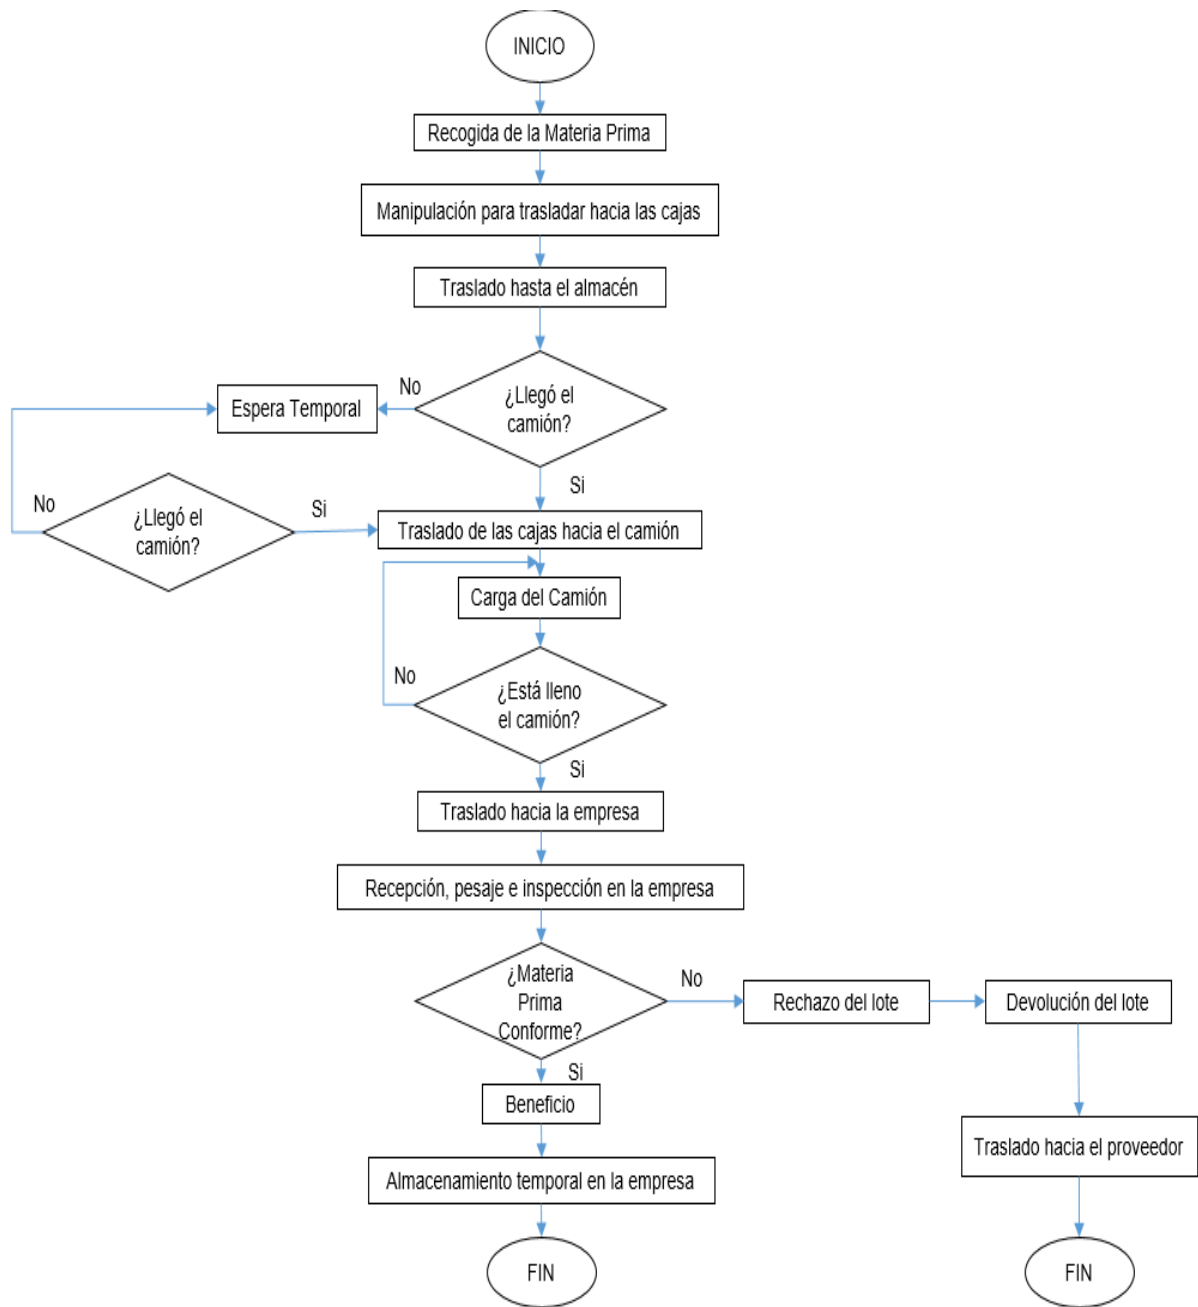 INICIO
Recogida de la Materia Prima
Manipulación para trasladar hacia las cajas
Traslado hasta el almacén
¿Llegó el
camión?
No
Espera Temporal
Si
¿Llegó el
camión?
No
Si
Traslado de las cajas hacia el camión
Carga del Camión
¿Está lleno
el camión?
No
Si
Traslado hacia la empresa
Recepción, pesaje e inspección en la empresa
¿Materia
Prima
Conforme?
No
Rechazo del lote
Devolución del lote
Si
Beneficio
Traslado hacia el proveedor
Almacenamiento temporal en la empresa
FIN
FIN